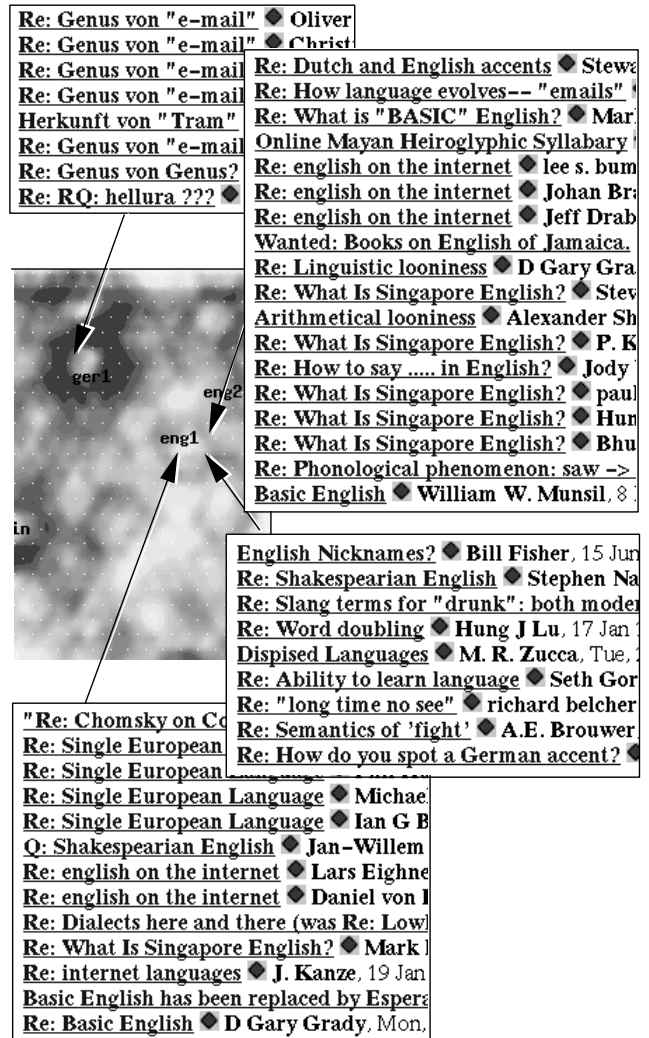 Re: Genus von "e-mail" ◆ Oliver
Re: Genus von "e-mail" ◆ Christ
Re: Genus von "e-mail
Re: Genus von "e-mail
Herkunft von "Tram"
Re: Genus von "e-mail
Re: Genus von Genus?
Re: RQ: hellura ??? ◆
Re: Dutch and English accents ◆ Stewa
Re: How language evolves-- "emails"
Re: What is "BASIC" English? ◆ Mar
Online Mayan Heiroglyphic Syllabary
Re: english on the internet ◆ lee s. bum
Re: english on the internet ◆ Johan Bra
Re: english on the internet ◆ Jeff Drab
Wanted: Books on English of Jamaica.
Re: Linguistic looniness ◆ D Gary Gra
Re: What Is Singapore English? ◆ Stev
Arithmetical looniness ◆ Alexander Sh
Re: What Is Singapore English? ◆ P. K
Re: How to say ..... in English? ◆ Jody
Re: What Is Singapore English? ◆ paul
Re: What Is Singapore English? ◆ Hun
Re: What Is Singapore English? ◆ Bhu
Re: Phonological phenomenon: saw ->
Basic English ◆ William W. Munsil, 8
ger1
eng2
eng1
in
English Nicknames? ◆ Bill Fisher, 15 Jun
Re: Shakespearian English ◆ Stephen Na
Re: Slang terms for "drunk": both moder
Re: Word doubling ◆ Hung J Lu, 17 Jan
Dispised Languages ◆ M. R. Zucca, Tue,
Re: Ability to learn language ◆ Seth Gor
Re: "long time no see" ◆ richard belcher
Re: Semantics of 'fight' ◆ A.E. Brouwer
Re: How do you spot a German accent? ◆
"Re: Chomsky on Co
Re: Single European
Re: Single European Language
Re: Single European Language ◆ Michae
Re: Single European Language ◆ Ian G B
Q: Shakespearian English ◆ Jan-Willem
Re: english on the internet ◆ Lars Eighne
Re: english on the internet ◆ Daniel von
Re: Dialects here and there (was Re: Low
Re: What Is Singapore English? ◆ Mark
Re: internet languages ◆ J. Kanze, 19 Jan
Basic English has been replaced by Espera
Re: Basic English ◆ D Gary Grady, Mon,